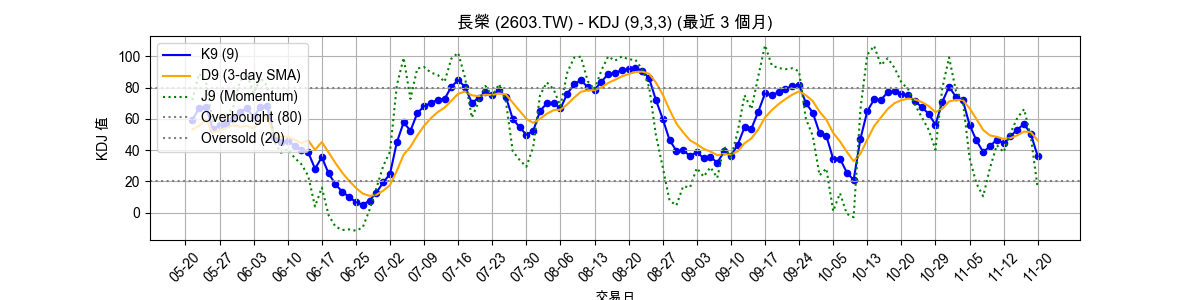 長榮 (2603.TW) - KDJ (9,3,3) (最近 3 個月)
K9 (9)
D9 (3-day SMA)
J9 (Momentum)
Overbought (80)
Oversold (20)
KDJ 值
100
80
60
40
20
0
05-20 05-27 06-03 06-10 06-17 06-25 07-02 07-09 07-16 07-23 07-30 08-06 08-13 08-20 08-27 09-03 09-10 09-17 09-24 10-05 10-13 10-20 10-29 11-05 11-12 11-20
交易日